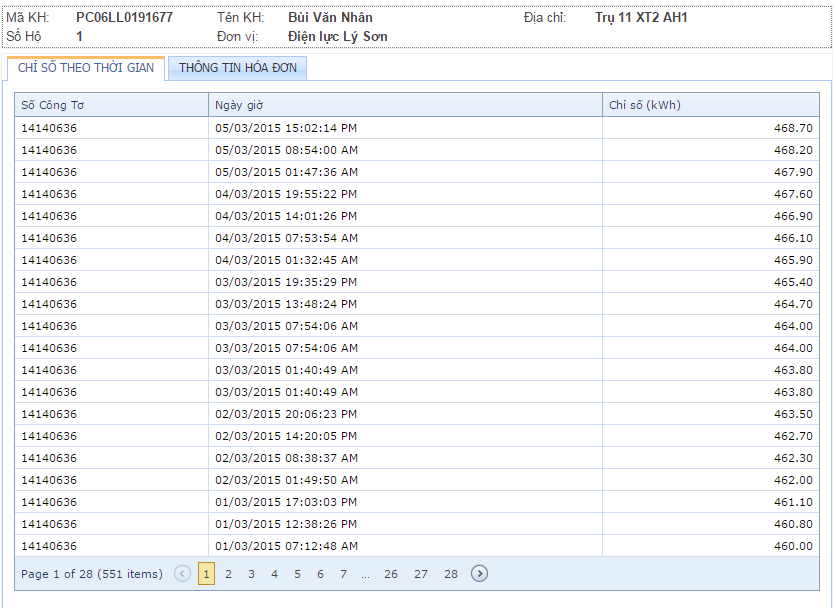 Mã KH: PC06LL0191677 Tên KH: Bùi Văn Nhân Địa chỉ: Trụ 11 XT2 AH1
Số Hộ 1 Đơn vị: Điện lực Lý Sơn
CHỈ SỐ THEO THỜI GIAN THÔNG TIN HÓA ĐƠN
Số Công Tơ Ngày giờ Chỉ số (kWh)
14140636 05/03/2015 15:02:14 PM 468.70
14140636 05/03/2015 08:54:00 AM 468.20
14140636 05/03/2015 01:47:36 AM 467.90
14140636 04/03/2015 19:55:22 PM 467.60
14140636 04/03/2015 14:01:26 PM 466.90
14140636 04/03/2015 07:53:54 AM 466.10
14140636 04/03/2015 01:32:45 AM 465.90
14140636 03/03/2015 19:35:29 PM 465.40
14140636 03/03/2015 13:48:24 PM 464.70
14140636 03/03/2015 07:54:06 AM 464.00
14140636 03/03/2015 07:54:06 AM 464.00
14140636 03/03/2015 01:40:49 AM 463.80
14140636 03/03/2015 01:40:49 AM 463.80
14140636 02/03/2015 20:06:23 PM 463.50
14140636 02/03/2015 14:20:05 PM 462.70
14140636 02/03/2015 08:38:37 AM 462.30
14140636 02/03/2015 01:49:50 AM 462.00
14140636 01/03/2015 17:03:03 PM 461.10
14140636 01/03/2015 12:38:26 PM 460.80
14140636 01/03/2015 07:12:48 AM 460.00
Page 1 of 28 (551 items) 1 2 3 4 5 6 7 ... 26 27 28